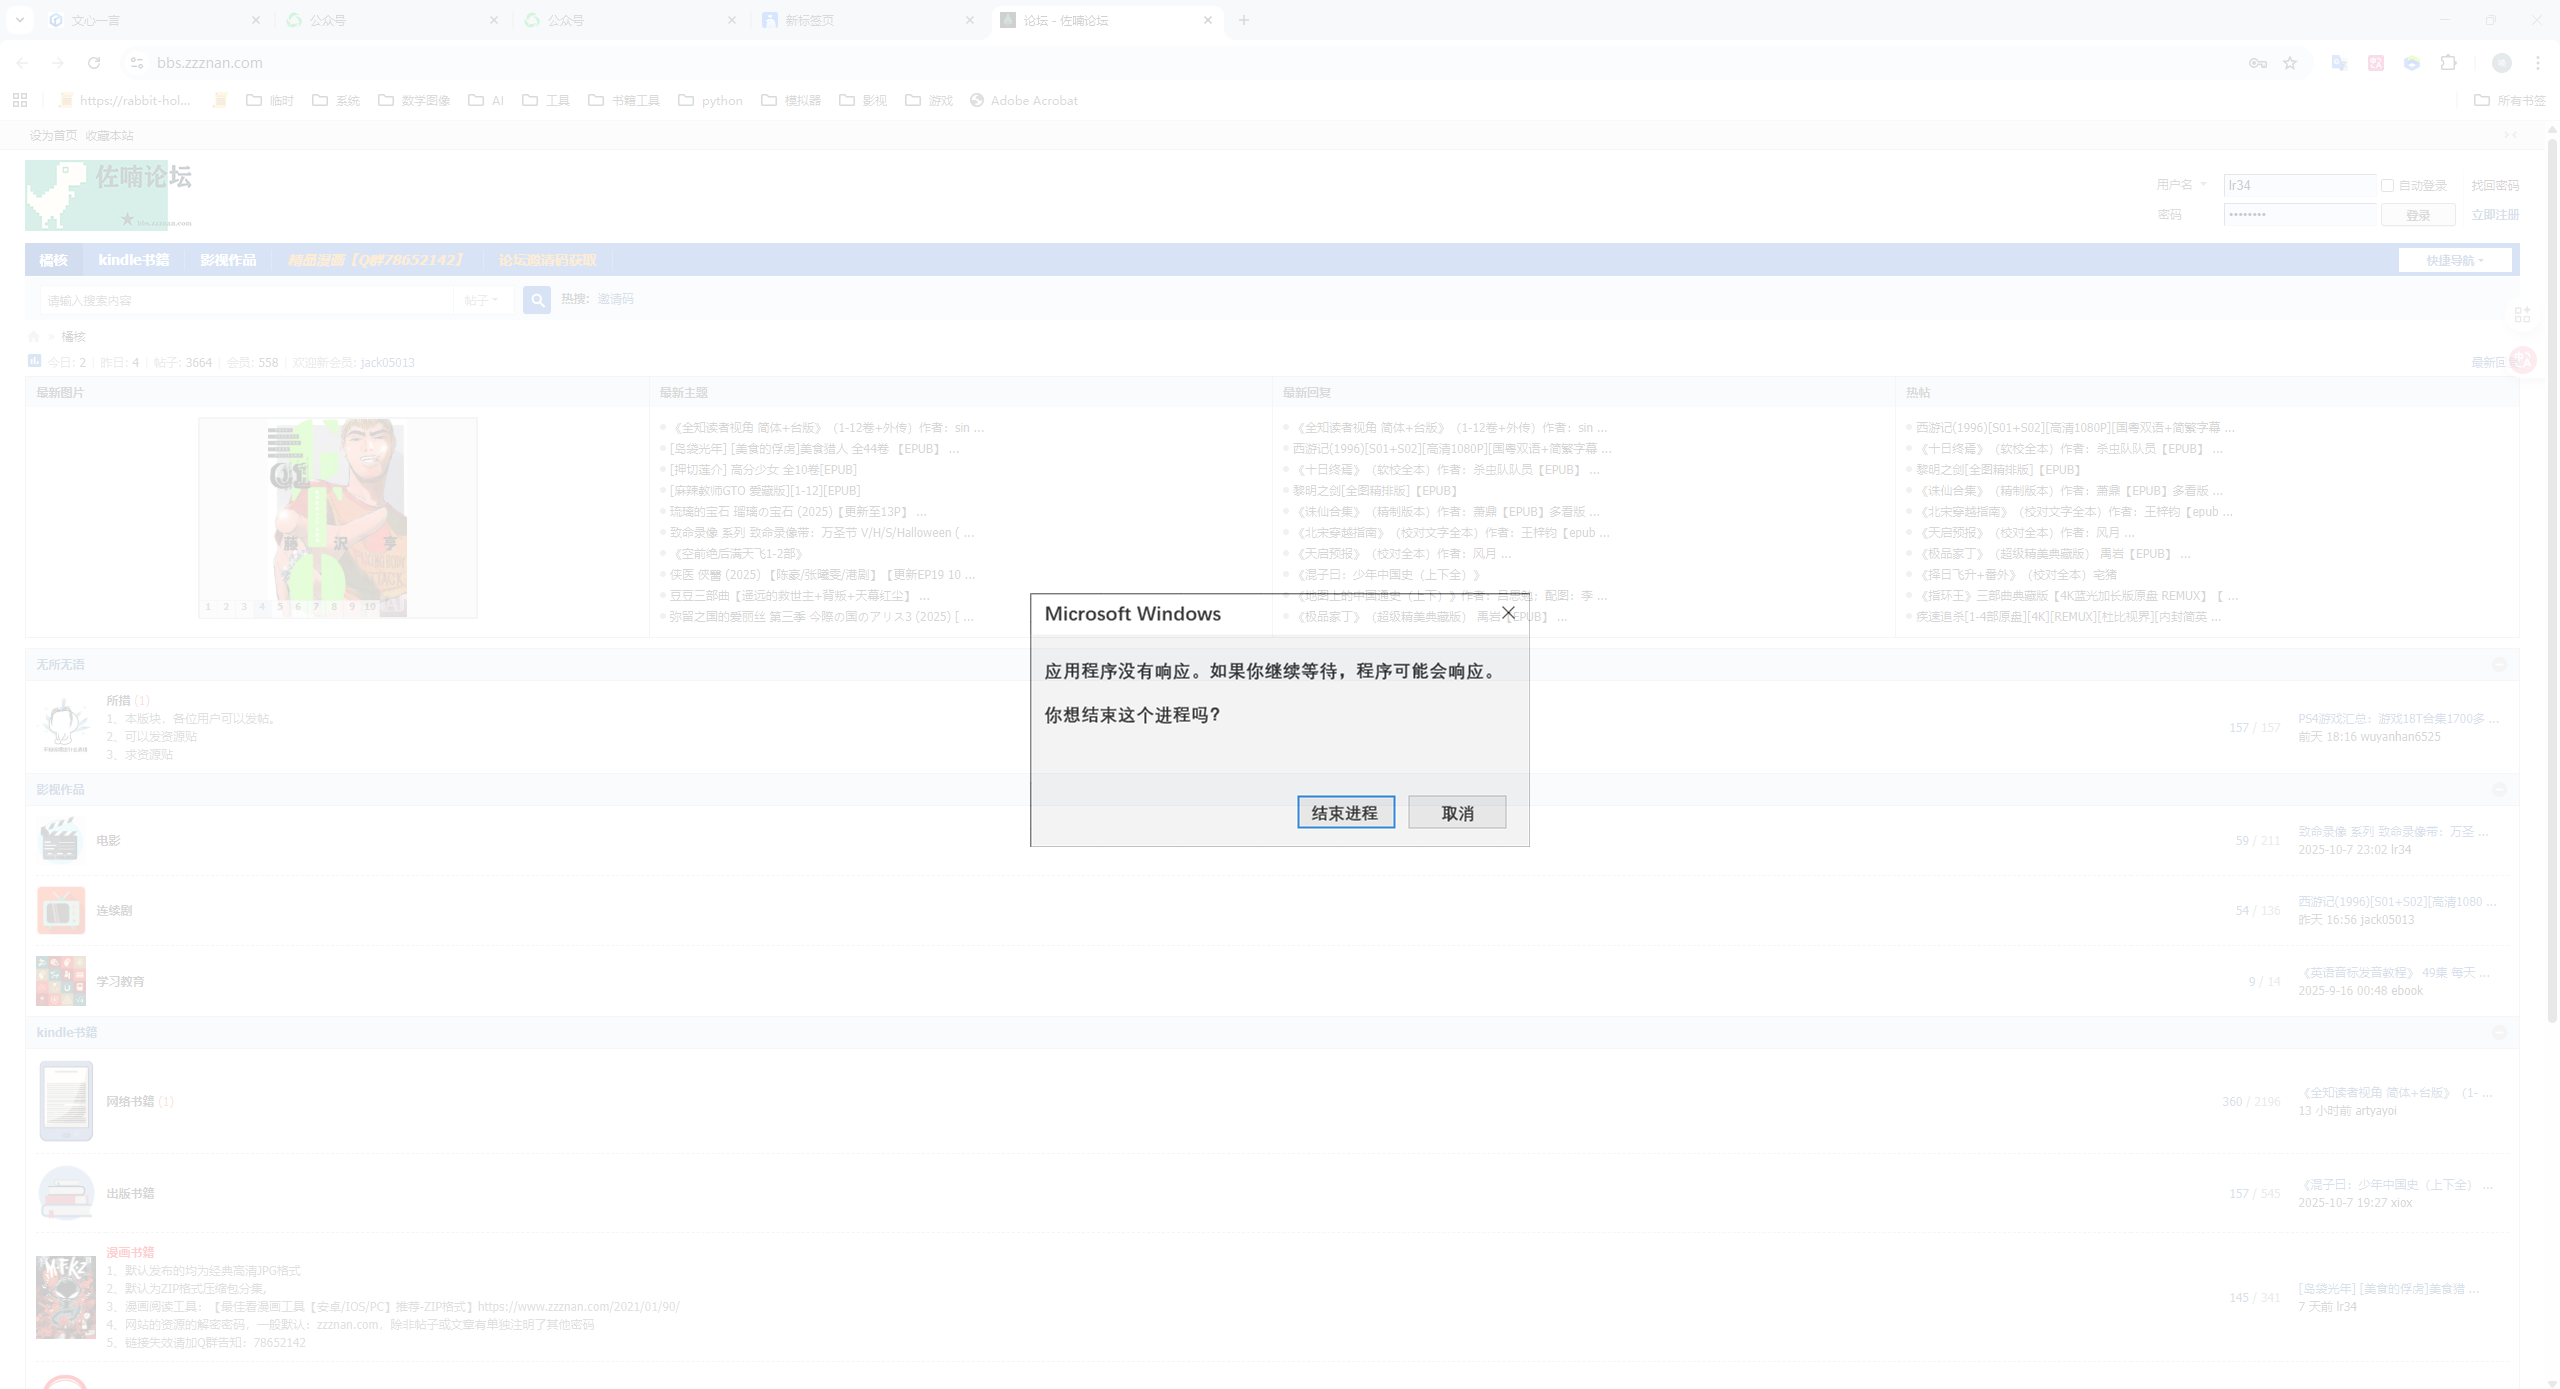 文心一言
公众号
公众号
新标签页
论坛 - 佐喃论坛
bbs.zzznan.com
https://rabbit-hol...
临时
系统
数学图像
AI
工具
书籍工具
python
模拟器
影视
游戏
Adobe Acrobat
所有书签
设为首页 收藏本站
佐喃论坛
bbs.zzznan.com
用户名 lr34 自动登录 找回密码
密码 •••••••• 登录 立即注册
橘核 kindle书籍 影视作品 精品漫画【Q群78652142】 论坛邀请码获取 快捷导航
请输入搜索内容 帖子 热搜: 邀请码
> 橘核
今日: 2 | 昨日: 4 | 帖子: 3664 | 会员: 558 | 欢迎新会员: jack05013
最新回
最新图片
1 2 3 4 5 6 7 8 9 10
最新主题
《全知读者视角 简体+台版》（1-12卷+外传）作者：sin ...
[岛袋光年] [美食的俘虏]美食猎人 全44卷 【EPUB】 ...
[押切莲介] 高分少女 全10卷[EPUB]
[麻辣教师GTO 爱藏版][1-12][EPUB]
琉璃的宝石 瑠璃の宝石 (2025)【更新至13P】 ...
致命录像 系列 致命录像带：万圣节 V/H/S/Halloween ( ...
《空前绝后满天飞1-2部》
侠医 俠醫 (2025) 【陈豪/张曦雯/港剧】【更新EP19 10 ...
豆豆三部曲【遥远的救世主+背叛+天幕红尘】 ...
弥留之国的爱丽丝 第三季 今際の国のアリス3 (2025) [ ...
最新回复
《全知读者视角 简体+台版》（1-12卷+外传）作者：sin ...
西游记(1996)[S01+S02][高清1080P][国粤双语+简繁字幕 ...
《十日终焉》（软校全本）作者：杀虫队队员【EPUB】 ...
黎明之剑[全图精排版]【EPUB】
《诛仙合集》（精制版本）作者：萧鼎【EPUB】多看版 ...
《北宋穿越指南》（校对文字全本）作者：王梓钧【epub ...
《天启预报》（校对全本）作者：风月 ...
《混子日：少年中国史（上下全）》
《地图上的中国通史（上下）》作者：吕思勉；配图：李 ...
《极品家丁》（超级精美典藏版） 禹岩【EPUB】 ...
热帖
西游记(1996)[S01+S02][高清1080P][国粤双语+简繁字幕 ...
《十日终焉》（软校全本）作者：杀虫队队员【EPUB】 ...
黎明之剑[全图精排版]【EPUB】
《诛仙合集》（精制版本）作者：萧鼎【EPUB】多看版 ...
《北宋穿越指南》（校对文字全本）作者：王梓钧【epub ...
《天启预报》（校对全本）作者：风月 ...
《极品家丁》（超级精美典藏版） 禹岩【EPUB】 ...
《择日飞升+番外》（校对全本）宅猪
《指环王》三部曲典藏版【4K蓝光加长版原盘 REMUX】【 ...
疾速追杀[1-4部原盘][4K][REMUX][杜比视界][内封简英 ...
Microsoft Windows
应用程序没有响应。如果你继续等待，程序可能会响应。
你想结束这个进程吗？
结束进程
取消
无所无语
所措 (1)
1、本版块，各位用户可以发帖。
2、可以发资源贴
3、求资源贴
157 / 157
PS4游戏汇总：游戏18T合集1700多 ...
前天 18:16 wuyanhan6525
影视作品
电影
59 / 211
致命录像 系列 致命录像带：万圣 ...
2025-10-7 23:02 lr34
连续剧
54 / 136
西游记(1996)[S01+S02][高清1080 ...
昨天 16:56 jack05013
学习教育
9 / 14
《英语音标发音教程》 49集 每天 ...
2025-9-16 00:48 ebook
kindle书籍
网络书籍 (1)
360 / 2196
《全知读者视角 简体+台版》（1- ...
13 小时前 artyayoi
出版书籍
157 / 545
《混子日：少年中国史（上下全） ...
2025-10-7 19:27 xiox
漫画书籍
1、默认发布的均为经典高清JPG格式
2、默认为ZIP格式压缩包分集,
3、漫画阅读工具：【最佳看漫画工具【安卓/IOS/PC】推荐-ZIP格式】https://www.zzznan.com/2021/01/90/
4、网站的资源的解密密码，一般默认：zzznan.com，除非帖子或文章有单独注明了其他密码
5、链接失效请加Q群告知：78652142
145 / 341
[岛袋光年] [美食的俘虏]美食猎 ...
7 天前 lr34